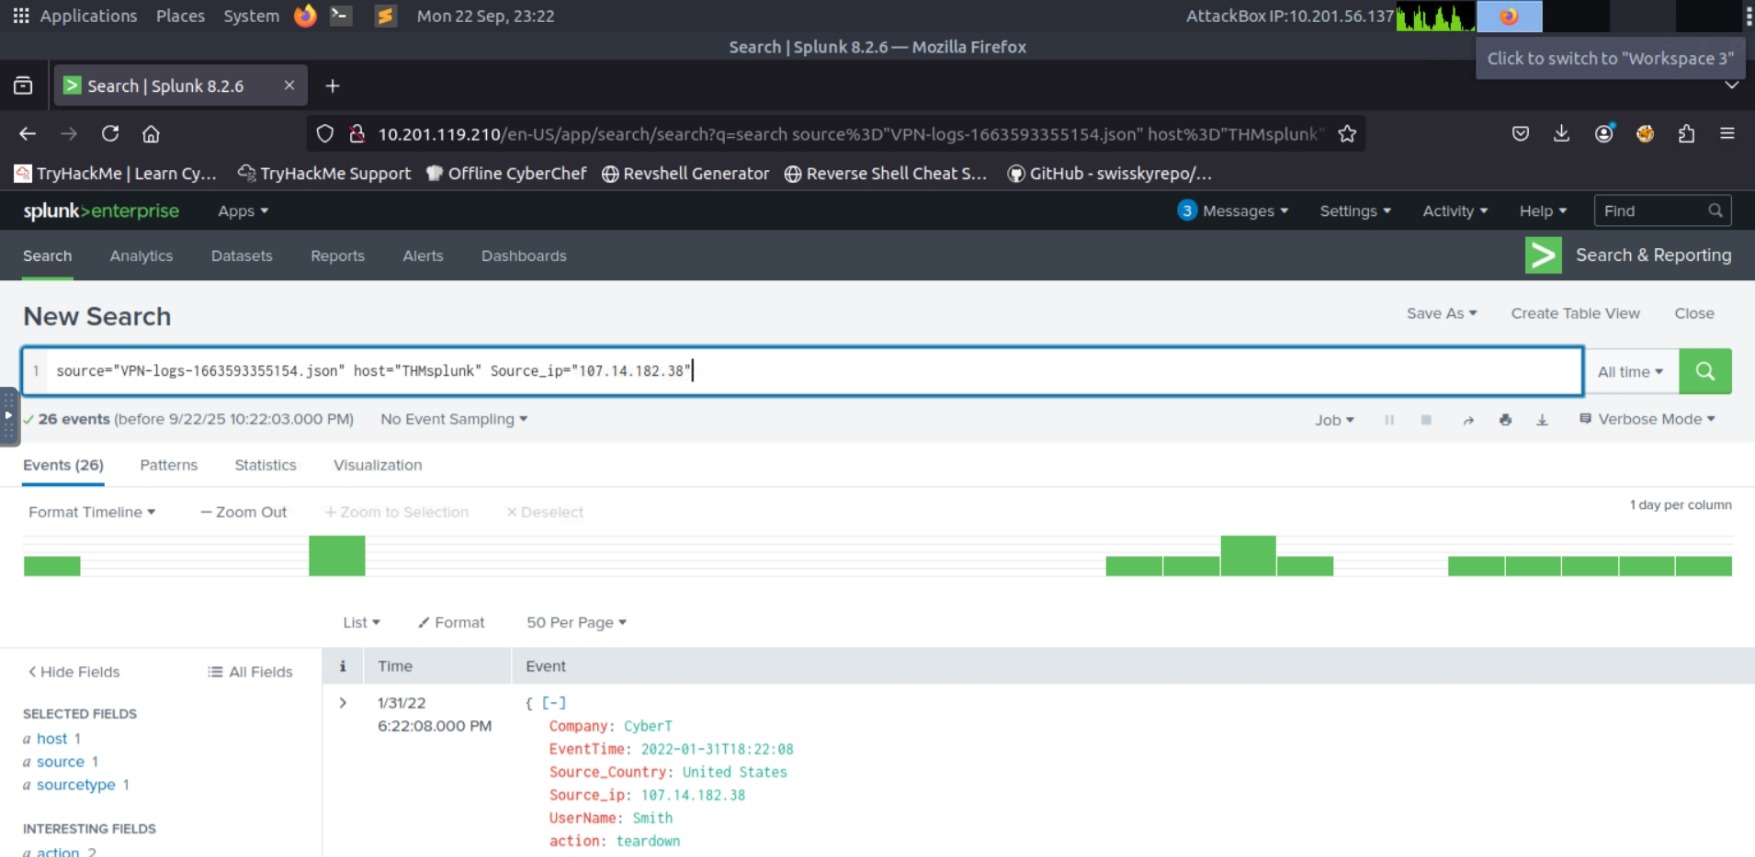 Applications Places System Mon 22 Sep, 23:22 AttackBox IP:10.201.56.137
Search | Splunk 8.2.6 — Mozilla Firefox
Click to switch to "Workspace 3"
Search | Splunk 8.2.6
10.201.119.210/en-US/app/search/search?q=search source%3D"VPN-logs-1663593355154.json" host%3D"THMsplunk"
TryHackMe | Learn Cy... TryHackMe Support Offline CyberChef Revshell Generator Reverse Shell Cheat S... GitHub - swisskyrepo/...
splunk>enterprise Apps 3 Messages Settings Activity Help Find
Search Analytics Datasets Reports Alerts Dashboards Search & Reporting
New Search Save As Create Table View Close
1 source="VPN-logs-1663593355154.json" host="THMsplunk" Source_ip="107.14.182.38" All time
26 events (before 9/22/25 10:22:03.000 PM) No Event Sampling Job Verbose Mode
Events (26) Patterns Statistics Visualization
Format Timeline — Zoom Out + Zoom to Selection × Deselect 1 day per column
List Format 50 Per Page
< Hide Fields All Fields i Time Event
SELECTED FIELDS
a host 1
a source 1
a sourcetype 1
INTERESTING FIELDS
a action 2
> 1/31/22 { [-]
6:22:08.000 PM Company: CyberT
EventTime: 2022-01-31T18:22:08
Source_Country: United States
Source_ip: 107.14.182.38
UserName: Smith
action: teardown